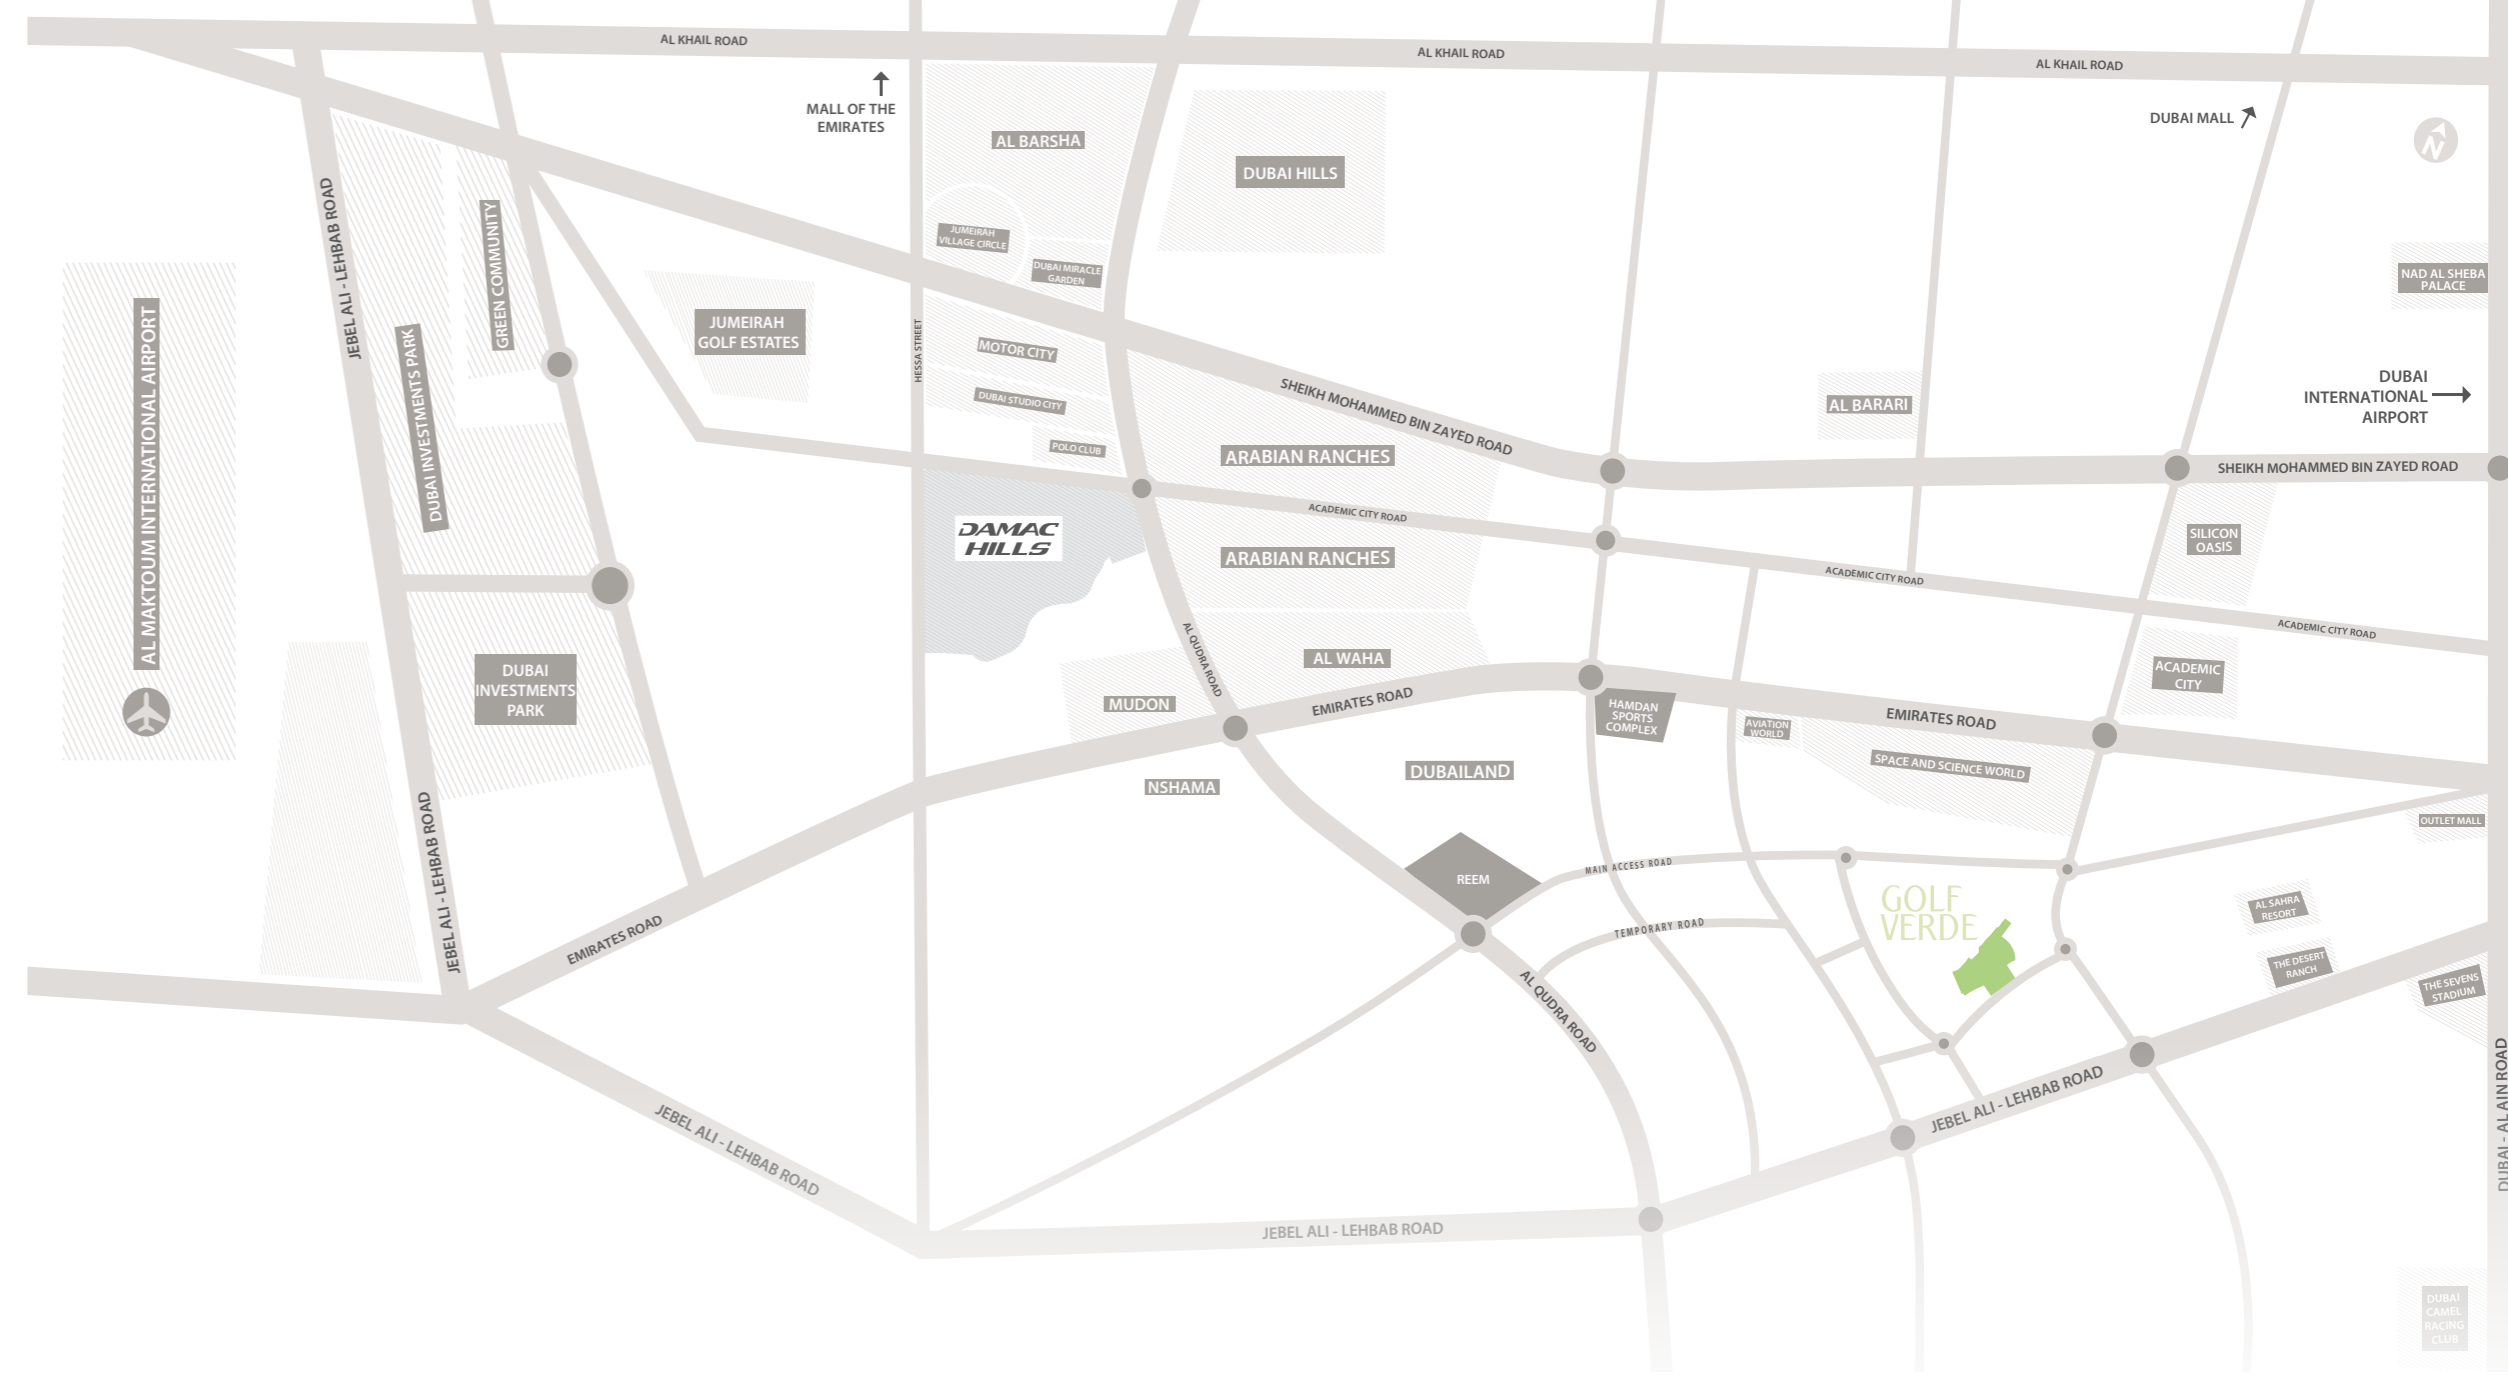 AL KHAIL ROAD
AL KHAIL ROAD
AL KHAIL ROAD
MALL OF THE
EMIRATES
DUBAI MALL
N
AL BARSHA
DUBAI HILLS
JEBEL ALI - LEHBAB ROAD
GREEN COMMUNITY
JUMEIRAH
VILLAGE CIRCLE
DUBAI MIRACLE
GARDEN
NAD AL SHEBA
PALACE
AL MAKTOUM INTERNATIONAL AIRPORT
DUBAI INVESTMENTS PARK
JUMEIRAH
GOLF ESTATES
HESSA STREET
MOTOR CITY
DUBAI STUDIO CITY
POLO CLUB
SHEIKH MOHAMMED BIN ZAYED ROAD
AL BARARI
DUBAI
INTERNATIONAL
AIRPORT
ARABIAN RANCHES
SHEIKH MOHAMMED BIN ZAYED ROAD
ACADEMIC CITY ROAD
DAMAC
HILLS
ARABIAN RANCHES
SILICON
OASIS
ACADEMIC CITY ROAD
ACADEMIC CITY ROAD
AL QUDRA ROAD
AL WAHA
ACADEMIC
CITY
DUBAI
INVESTMENTS
PARK
MUDON
EMIRATES ROAD
HAMDAN
SPORTS
COMPLEX
AVIATION
WORLD
EMIRATES ROAD
SPACE AND SCIENCE WORLD
NSHAMA
DUBAILAND
OUTLET MALL
JEBEL ALI - LEHBAB ROAD
REEM
MAIN ACCESS ROAD
TEMPORARY ROAD
GOLF
VERDE
AL SAHRA
RESORT
EMIRATES ROAD
THE DESERT
RANCH
THE SEVENS
STADIUM
AL QUDRA ROAD
JEBEL ALI - LEHBAB ROAD
JEBEL ALI - LEHBAB ROAD
DUBAI - AL AIN ROAD
JEBEL ALI - LEHBAB ROAD
DUBAI
CAMEL
RACING
CLUB